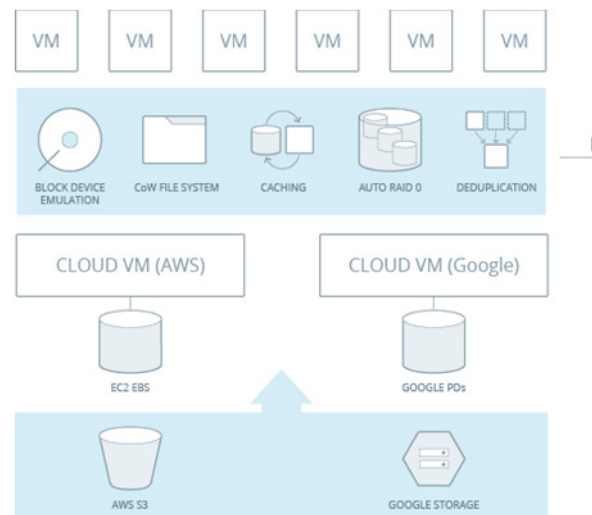 VM VM VM VM VM VM
BLOCK DEVICE
EMULATION
CoW FILE SYSTEM
CACHING
AUTO RAID 0
DEDUPLICATION
CLOUD VM (AWS)
CLOUD VM (Google)
EC2 EBS
GOOGLE PDs
AWS S3
GOOGLE STORAGE